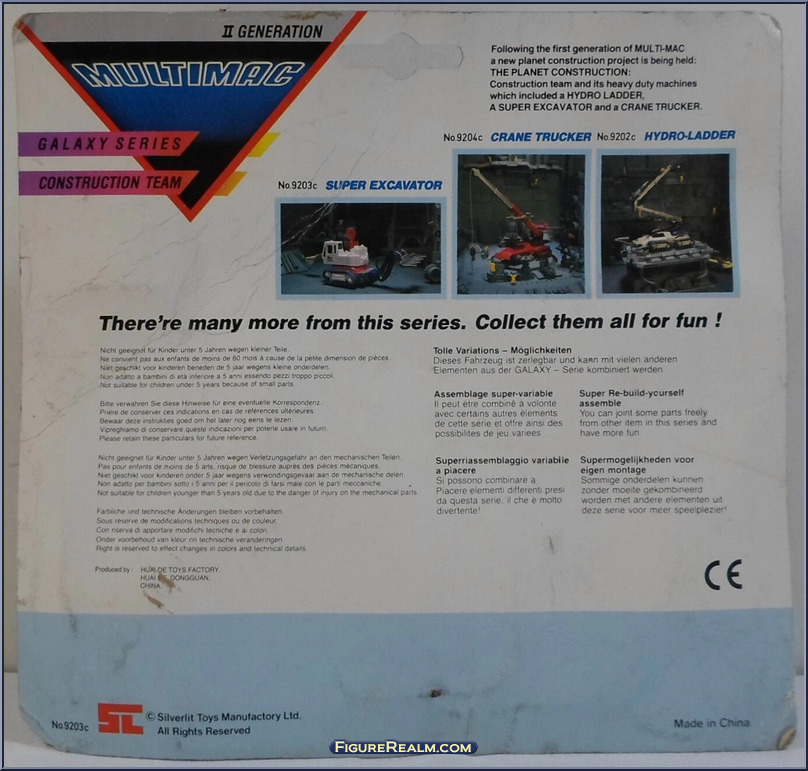 II GENERATION
MULTIMAC
GALAXY SERIES
CONSTRUCTION TEAM
Following the first generation of MULTI-MAC
a new planet construction project is being held:
THE PLANET CONSTRUCTION:
Construction team and its heavy duty machines
which included a HYDRO LADDER,
A SUPER EXCAVATOR and a CRANE TRUCKER.
No.9204c CRANE TRUCKER No.9202c HYDRO-LADDER
No.9203c SUPER EXCAVATOR
There're many more from this series. Collect them all for fun !
Nicht geeignet für Kinder unter 5 Jahren wegen kleiner Teile.
Ne convient pas aux enfants de moins de 60 mois à cause de la petite dimension de pièces.
Niet geschikt voor kinderen beneden de 5 jaar wegens kleine onderdelen.
Non adatto a bambini di età inferiore a 5 anni essendo pezzi troppo piccoli.
Not suitable for children under 5 years because of small parts.
Bitte verwahren Sie diese Hinweise für eine eventuelle Korrespondenz.
Prière de conserver ces indications en cas de références ultérieures.
Bewaar deze instrukties goed om het later nog eens te lezen.
Vipreghiamo di conservare queste indicazioni per poterle usare in futuro.
Please retain these particulars for future reference.
Nicht geeignet für Kinder unter 5 Jahren wegen Verletzungsgefahr an den mechanischen Teilen.
Pas pour enfants de moins de 5 ans, risque de blessure auprès des pièces mécaniques.
Niet geschikt voor kinderen onder 5 jaar wegens verwondingsgevaar aan de mechanische delen.
Non adatto per bambini sotto i 5 anni per il pericolo di farsi male con le parti meccaniche.
Not suitable for children younger than 5 years old due to the danger of injury on the mechanical parts.
Farbliche und technische Änderungen bleiben vorbehalten.
Sous reserve de modifications techniques ou de couleur.
Con riserva di apportare modifichi tecniche e ai colori.
Onder voorbehoud van kleur en technische veranderingen.
Right is reserved to effect changes in colors and technical details.
Produced by : HUAI DE TOYS FACTORY,
HUAI DE, DONGGUAN,
CHINA.
Tolle Variations – Möglichkeiten
Dieses Fahrzeug ist zerlegbar und kann mit vielen anderen
Elementen aus der GALAXY – Serie kombiniert werden.
Assemblage super-variable
Il peut être combiné à volonté
avec certains autres élements
de cette série et offre ainsi des
possibilites de jeu variees
Super Re-build-yourself
assemble
You can joint some parts freely
from other item in this series and
have more fun
Superriassemblaggio variabile
a piacere
Si possono combinare a
Piacere elementi differenti presi
da questa serie. il che è molto
divertente!
Supermogelijkheden voor
eigen montage
Sommige onderdelen kunnen
zonder moeite gekombineerd
worden met andere elementen uit
deze serie voor meer speelplezier!
CE
No.9203c
SL
© Silverlit Toys Manufactory Ltd.
All Rights Reserved
Made in China
FIGUREREALM.COM